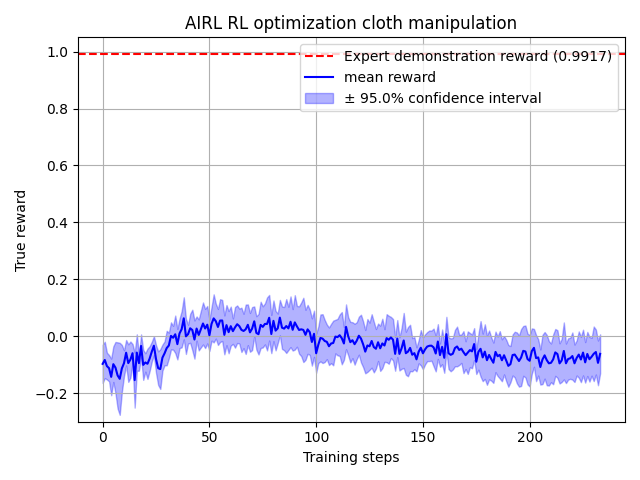 AIRL RL optimization cloth manipulation
Expert demonstration reward (0.9917)
mean reward
± 95.0% confidence interval
True reward
1.0
0.8
0.6
0.4
0.2
0.0
−0.2
0 50 100 150 200
Training steps